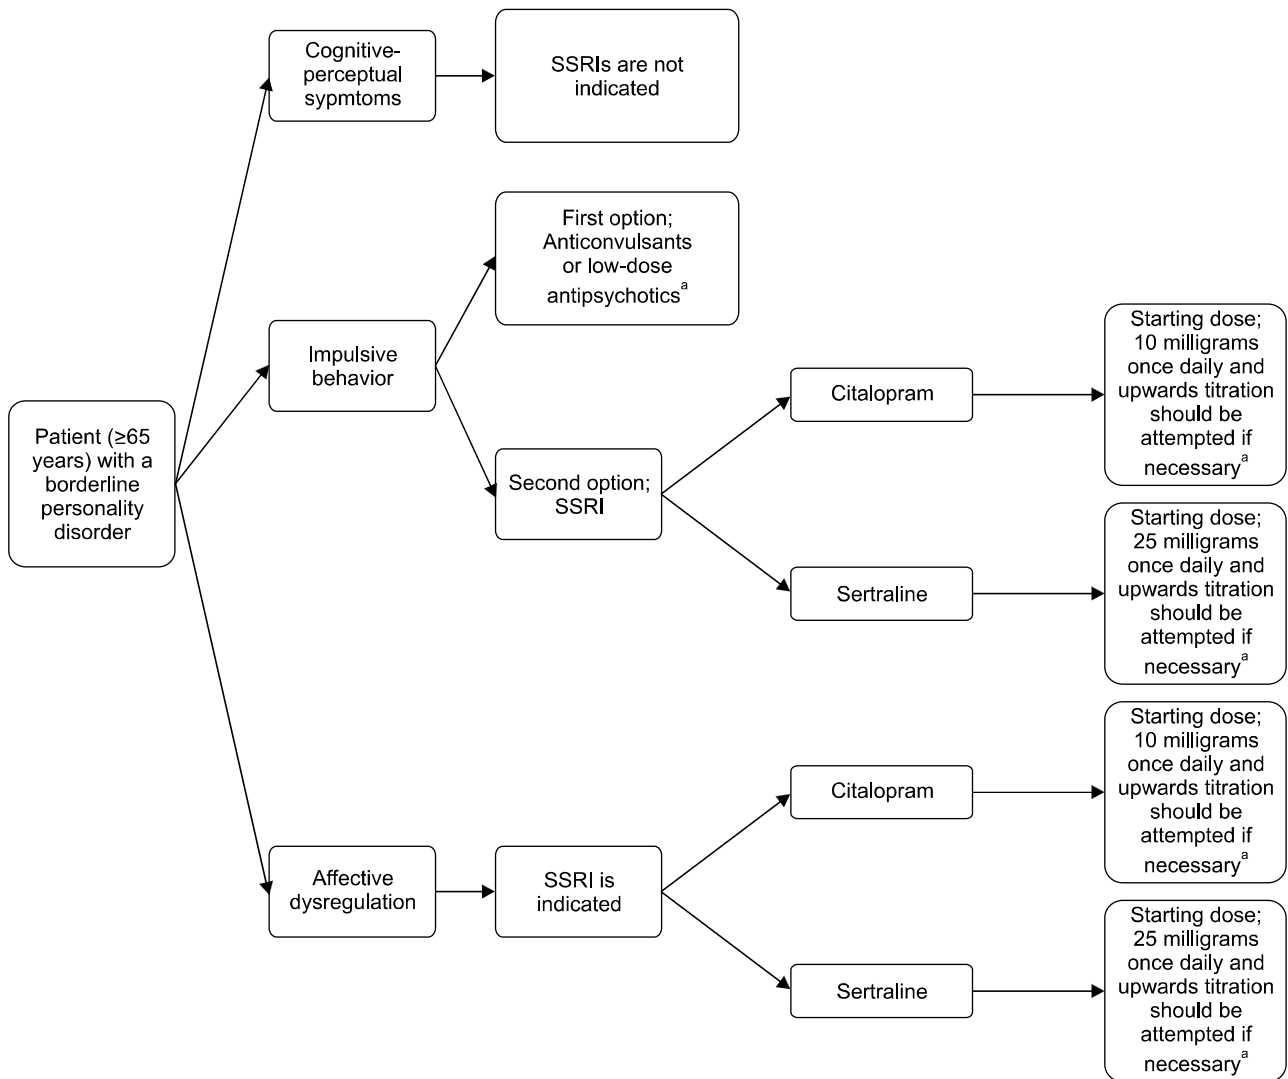 Cognitive-
perceptual
sypmtoms
SSRIs are not
indicated
First option;
Anticonvulsants
or low-dose
antipsychotics^a
Impulsive
behavior
Patient (≥65
years) with a
borderline
personality
disorder
Second option;
SSRI
Citalopram
Starting dose;
10 milligrams
once daily and
upwards titration
should be
attempted if
necessary^a
Sertraline
Starting dose;
25 milligrams
once daily and
upwards titration
should be
attempted if
necessary^a
Affective
dysregulation
SSRI is
indicated
Citalopram
Starting dose;
10 milligrams
once daily and
upwards titration
should be
attempted if
necessary^a
Sertraline
Starting dose;
25 milligrams
once daily and
upwards titration
should be
attempted if
necessary^a